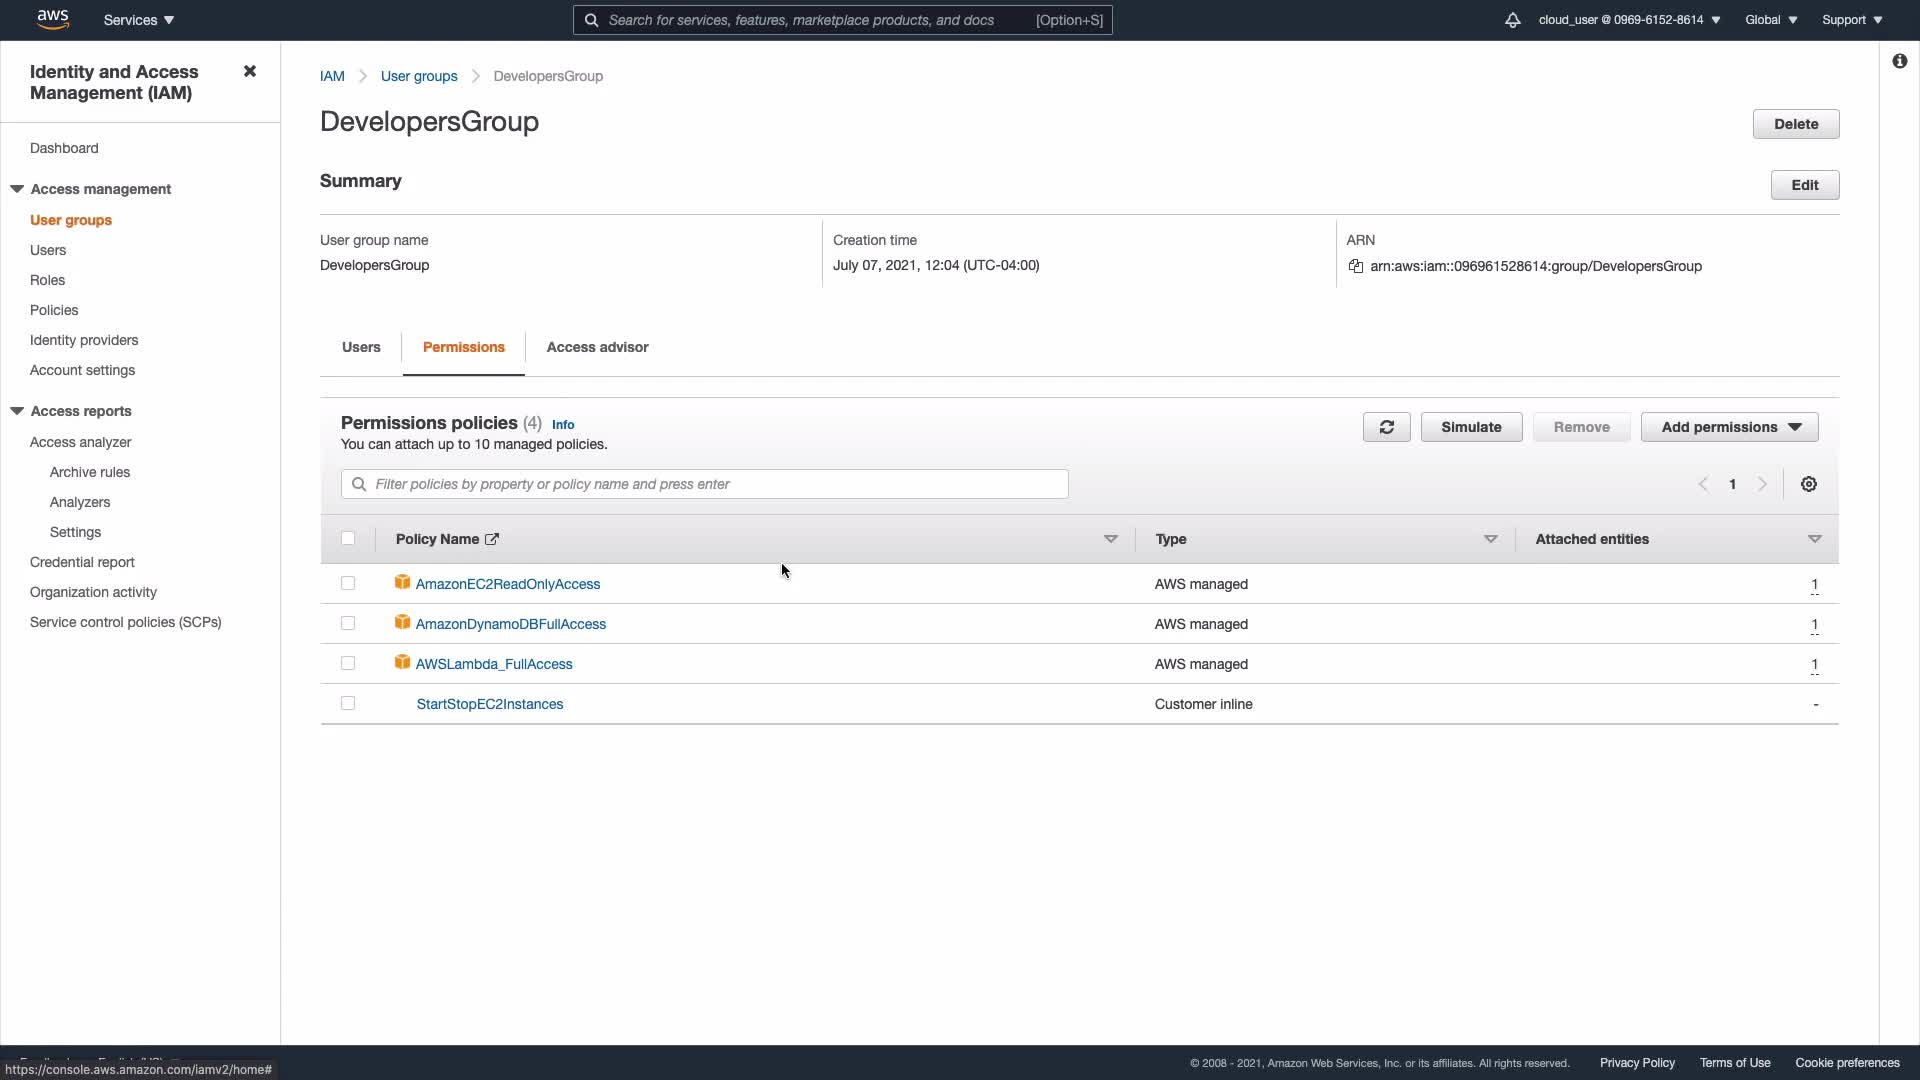 aws
Services
Search for services, features, marketplace products, and docs
[Option+S]
cloud_user @ 0969-6152-8614
Global
Support
Identity and Access
Management (IAM)
Dashboard
Access management
User groups
Users
Roles
Policies
Identity providers
Account settings
Access reports
Access analyzer
Archive rules
Analyzers
Settings
Credential report
Organization activity
Service control policies (SCPs)
IAM
User groups
DevelopersGroup
DevelopersGroup
Delete
Summary
Edit
User group name
DevelopersGroup
Creation time
July 07, 2021, 12:04 (UTC-04:00)
ARN
arn:aws:iam::096961528614:group/DevelopersGroup
Users
Permissions
Access advisor
Permissions policies (4) Info
You can attach up to 10 managed policies.
Simulate
Remove
Add permissions
Filter policies by property or policy name and press enter
1
Policy Name
Type
Attached entities
AmazonEC2ReadOnlyAccess
AWS managed
1
AmazonDynamoDBFullAccess
AWS managed
1
AWSLambda_FullAccess
AWS managed
1
StartStopEC2Instances
Customer inline
-
https://console.aws.amazon.com/iamv2/home#
© 2008 - 2021, Amazon Web Services, Inc. or its affiliates. All rights reserved.
Privacy Policy
Terms of Use
Cookie preferences